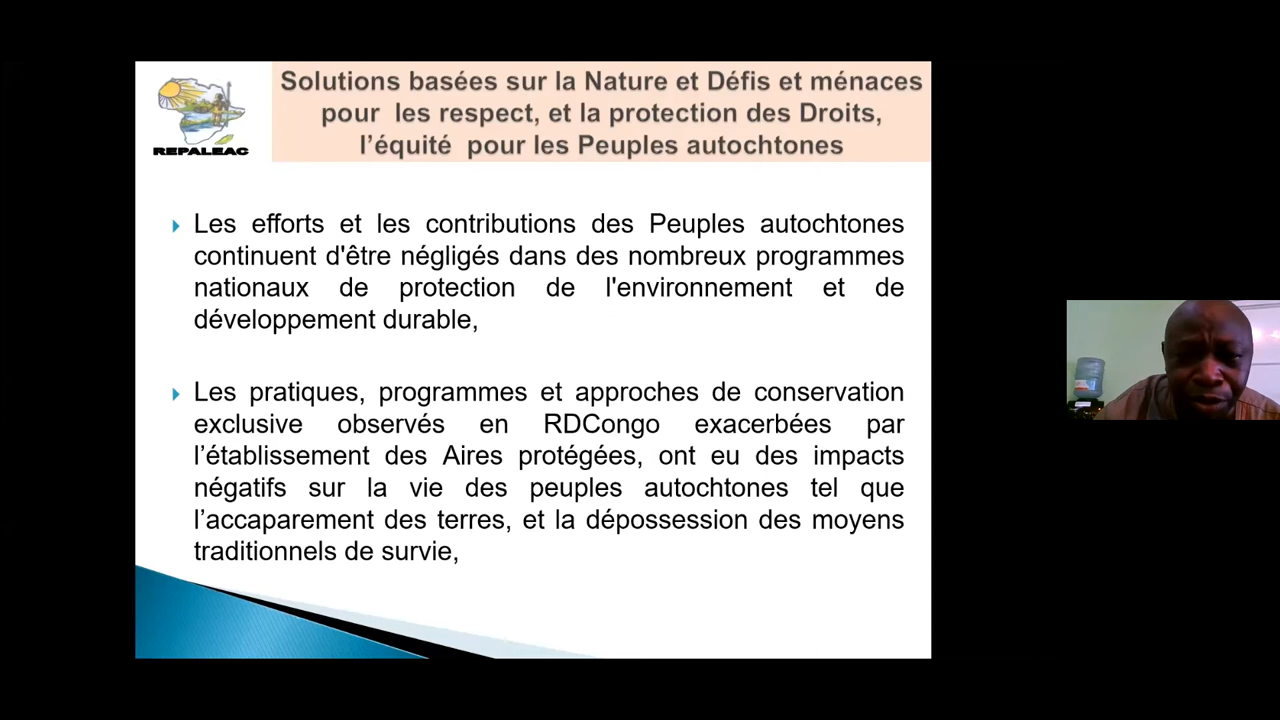 Solutions basées sur la Nature et Défis et ménaces
pour les respect, et la protection des Droits,
l’équité pour les Peuples autochtones
REPALEAC
Les efforts et les contributions des Peuples autochtones
continuent d'être négligés dans des nombreux programmes
nationaux de protection de l'environnement et de
développement durable,
Les pratiques, programmes et approches de conservation
exclusive observés en RDCongo exacerbées par
l’établissement des Aires protégées, ont eu des impacts
négatifs sur la vie des peuples autochtones tel que
l’accaparement des terres, et la dépossession des moyens
traditionnels de survie,